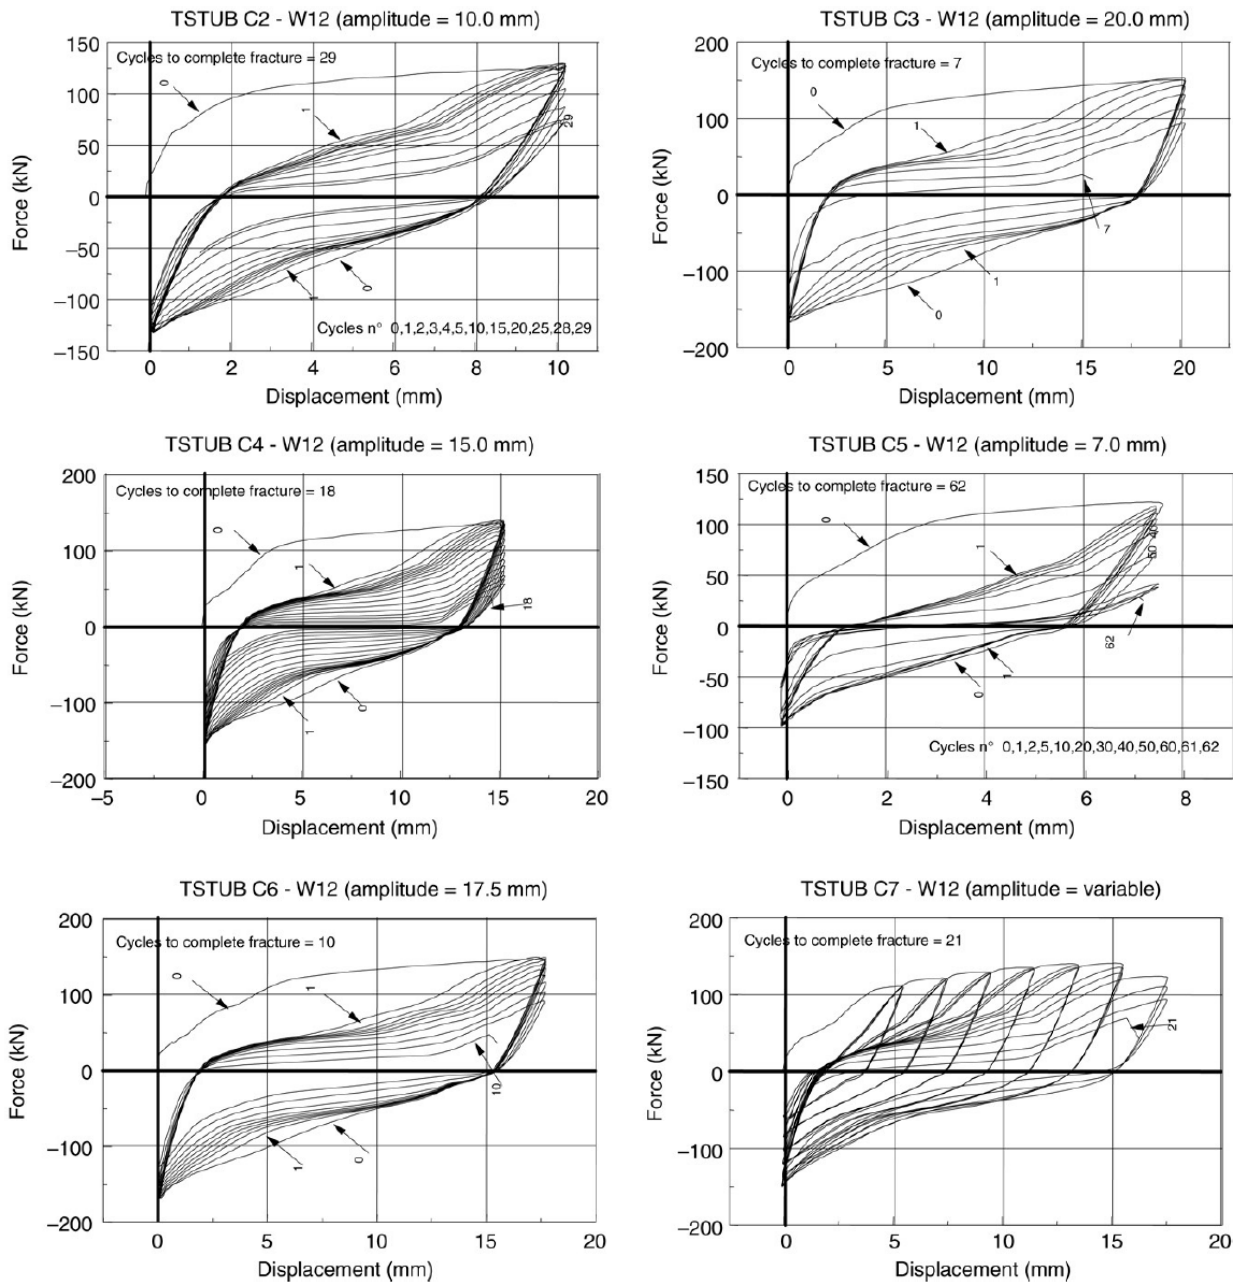 TSTUB C2 - W12 (amplitude = 10.0 mm)
Cycles to complete fracture = 29
150
100
50
0
−50
−100
−150
Force (kN)
0
1
29
1
0
Cycles n° 0,1,2,3,4,5,10,15,20,25,28,29
0 2 4 6 8 10
Displacement (mm)
TSTUB C3 - W12 (amplitude = 20.0 mm)
Cycles to complete fracture = 7
200
100
0
−100
−200
Force (kN)
0
1
7
1
0
0 5 10 15 20
Displacement (mm)
TSTUB C4 - W12 (amplitude = 15.0 mm)
Cycles to complete fracture = 18
200
100
0
−100
−200
Force (kN)
0
1
18
0
1
−5 0 5 10 15 20
Displacement (mm)
TSTUB C5 - W12 (amplitude = 7.0 mm)
Cycles to complete fracture = 62
150
100
50
0
-50
−100
−150
Force (kN)
0
1
40
50
62
1
0
Cycles n° 0,1,2,5,10,20,30,40,50,60,61,62
0 2 4 6 8
Displacement (mm)
TSTUB C6 - W12 (amplitude = 17.5 mm)
Cycles to complete fracture = 10
200
100
0
−100
−200
Force (kN)
0
1
10
0
1
0 5 10 15 20
Displacement (mm)
TSTUB C7 - W12 (amplitude = variable)
Cycles to complete fracture = 21
200
100
0
−100
−200
Force (kN)
21
0 5 10 15 20
Displacement (mm)